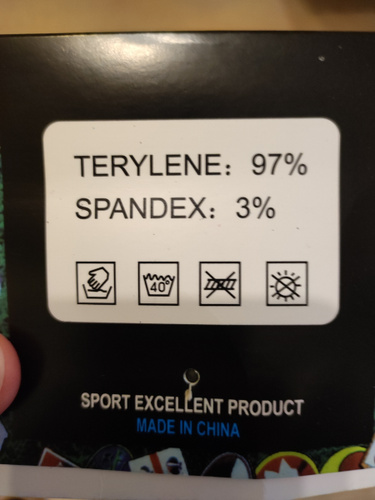 TERYLENE: 97%
SPANDEX: 3%
40°
SPORT EXCELLENT PRODUCT
MADE IN CHINA